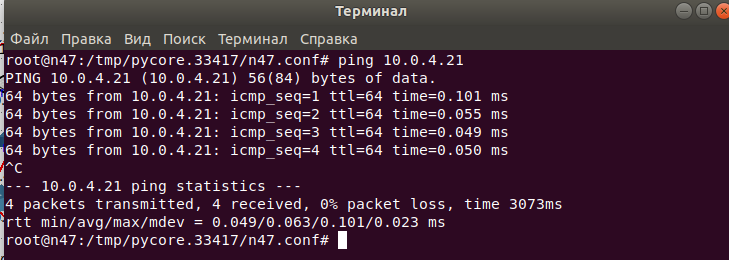 Терминал
Файл Правка Вид Поиск Терминал Справка
root@n47:/tmp/pycore.33417/n47.conf# ping 10.0.4.21
PING 10.0.4.21 (10.0.4.21) 56(84) bytes of data.
64 bytes from 10.0.4.21: icmp_seq=1 ttl=64 time=0.101 ms
64 bytes from 10.0.4.21: icmp_seq=2 ttl=64 time=0.055 ms
64 bytes from 10.0.4.21: icmp_seq=3 ttl=64 time=0.049 ms
64 bytes from 10.0.4.21: icmp_seq=4 ttl=64 time=0.050 ms
^C
--- 10.0.4.21 ping statistics ---
4 packets transmitted, 4 received, 0% packet loss, time 3073ms
rtt min/avg/max/mdev = 0.049/0.063/0.101/0.023 ms
root@n47:/tmp/pycore.33417/n47.conf#